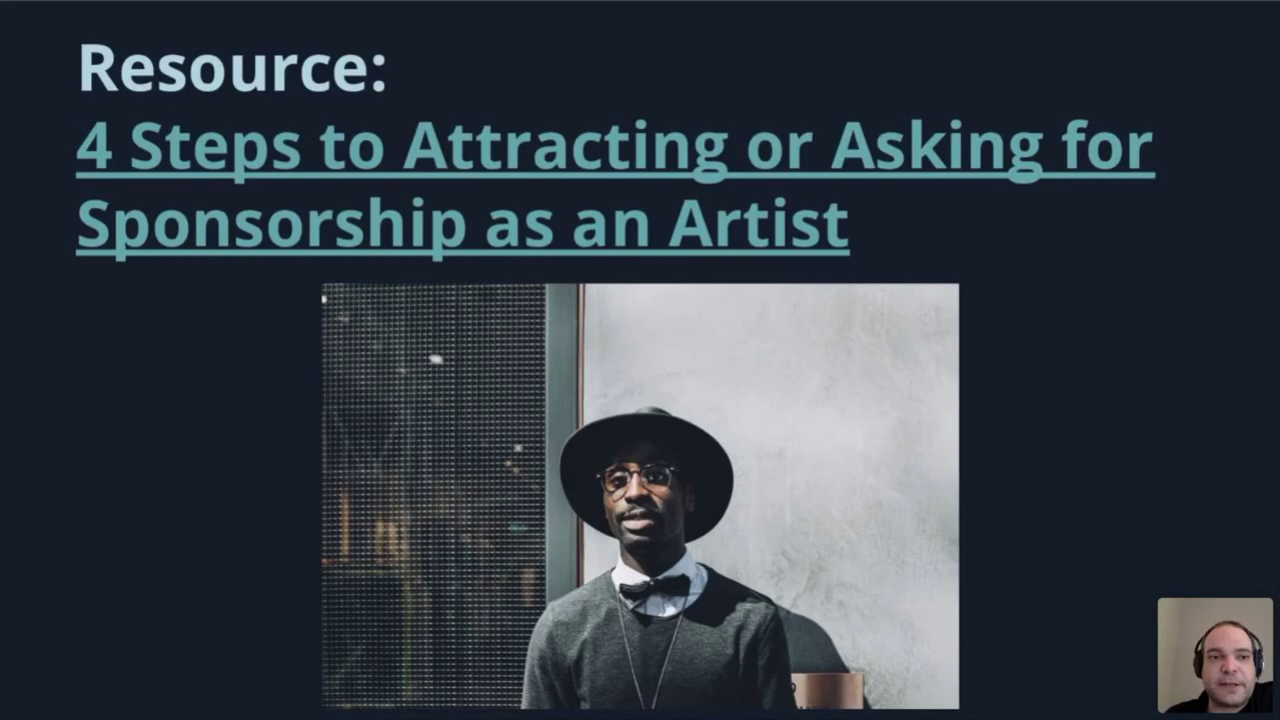 Resource:
4 Steps to Attracting or Asking for
Sponsorship as an Artist